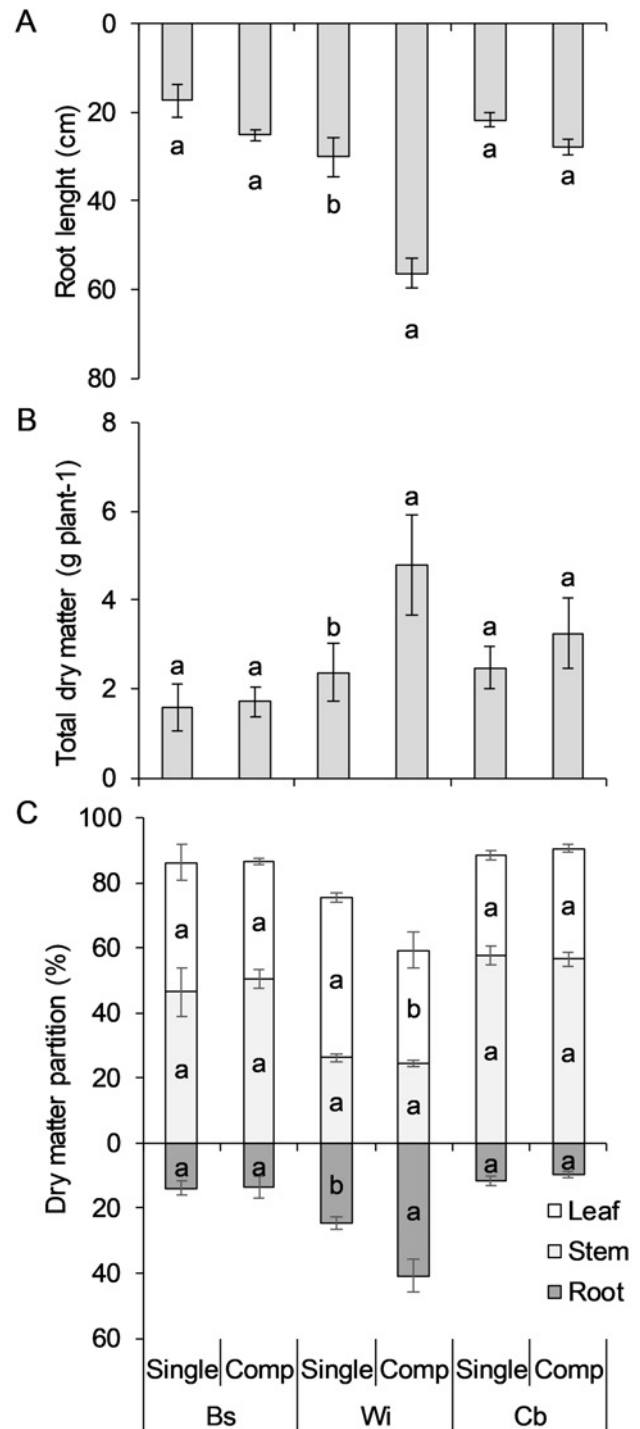 A
0
20
40
60
80
Root lenght (cm)
a
a
b
a
a
a
B
8
6
4
2
0
Total dry matter (g plant-1)
a
a
b
a
a
a
C
100
80
60
40
20
0
20
40
60
Dry matter partition (%)
a a a b a a
a a a a a a
a a b a a a
Leaf
Stem
Root
Single Comp Single Comp Single Comp
Bs Wi Cb